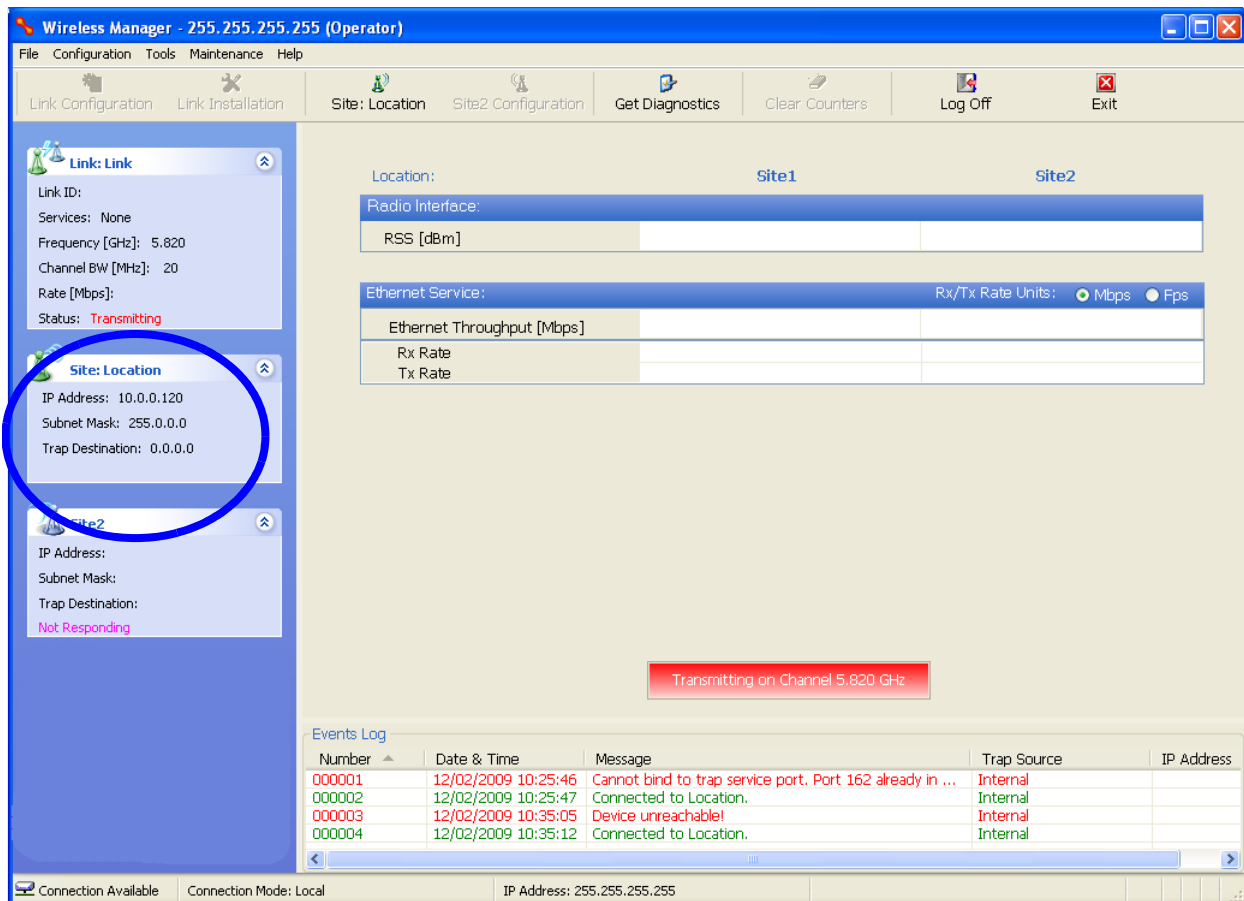 Wireless Manager - 255.255.255.255 (Operator)
File Configuration Tools Maintenance Help
Link Configuration Link Installation Site: Location Site2 Configuration Get Diagnostics Clear Counters Log Off Exit
Link: Link
Link ID:
Services: None
Frequency [GHz]: 5.820
Channel BW [MHz]: 20
Rate [Mbps]:
Status: Transmitting
Site: Location
IP Address: 10.0.0.120
Subnet Mask: 255.0.0.0
Trap Destination: 0.0.0.0
Site2
IP Address:
Subnet Mask:
Trap Destination:
Not Responding
Location: Site1 Site2
Radio Interface:
RSS [dBm]
Ethernet Service: Rx/Tx Rate Units: Mbps Fps
Ethernet Throughput [Mbps]
Rx Rate
Tx Rate
Transmitting on Channel 5.820 GHz
Events Log
Number Date & Time Message Trap Source IP Address
000001 12/02/2009 10:25:46 Cannot bind to trap service port. Port 162 already in ... Internal
000002 12/02/2009 10:25:47 Connected to Location. Internal
000003 12/02/2009 10:35:05 Device unreachable! Internal
000004 12/02/2009 10:35:12 Connected to Location. Internal
Connection Available Connection Mode: Local IP Address: 255.255.255.255